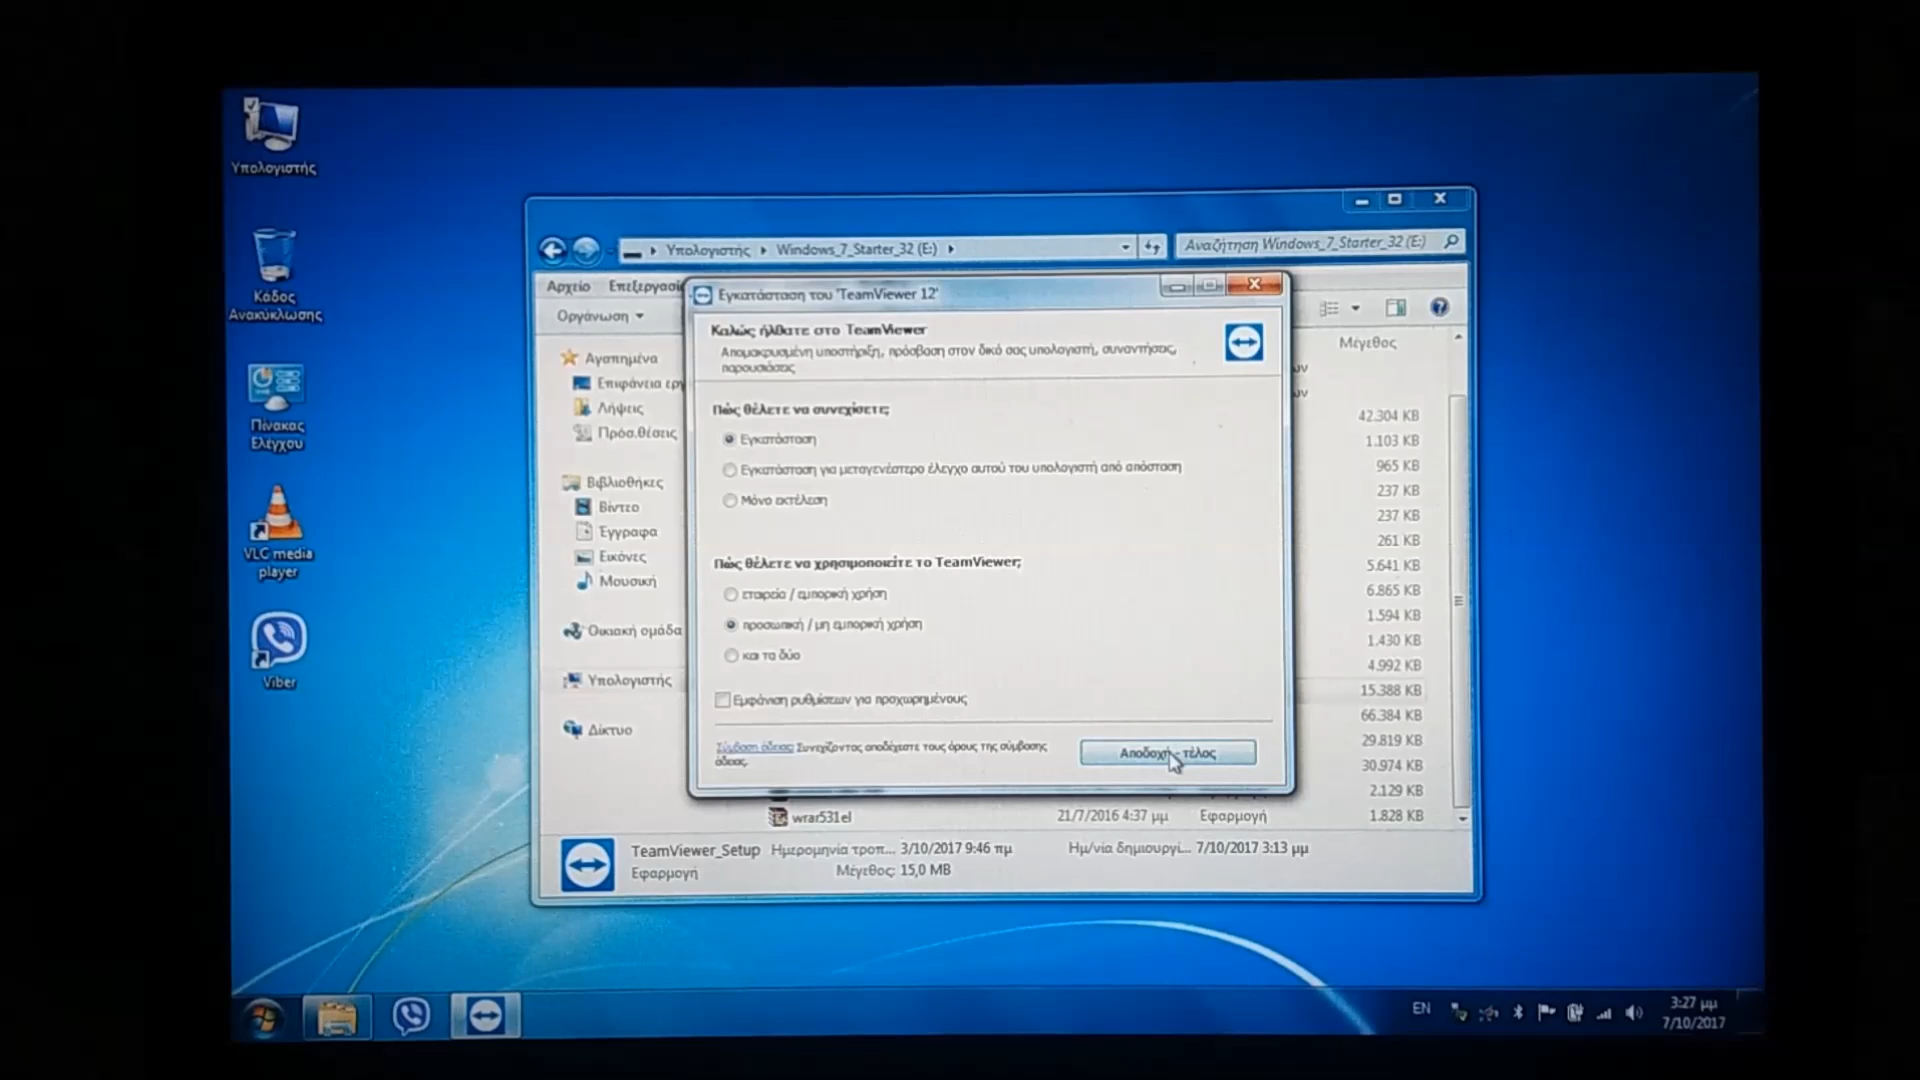 Υπολογιστής
Κάδος
Ανακύκλωσης
Πίνακας
Ελέγχου
VLC media
player
Viber
Υπολογιστής
Windows_7_Starter_32 (E:)
Αναζήτηση Windows_7_Starter_32 (E:)
Αρχείο
Οργάνωση
Αγαπημένα
Λήψεις
Πρόσ.θέσεις
Βιβλιοθήκες
Βίντεο
Έγγραφα
Εικόνες
Μουσική
Οικιακή ομάδα
Υπολογιστής
Δίκτυο
Μέγεθος
42.304 KB
1.103 KB
965 KB
237 KB
237 KB
261 KB
5.641 KB
6.865 KB
1.594 KB
1.430 KB
4.992 KB
15.388 KB
66.384 KB
29.819 KB
30.974 KB
2.129 KB
wrar531el 21/7/2016 4:37 μμ Εφαρμογή 1.828 KB
Εγκατάσταση του 'TeamViewer 12'
Καλώς ήλθατε στο TeamViewer
Απομακρυσμένη υποστήριξη, πρόσβαση στον δικό σας υπολογιστή, συναντήσεις,
παρουσιάσεις
Πώς θέλετε να συνεχίσετε;
Εγκατάσταση
Εγκατάσταση για μεταγενέστερο έλεγχο αυτού του υπολογιστή από απόσταση
Μόνο εκτέλεση
Πώς θέλετε να χρησιμοποιείτε το TeamViewer;
εταιρεία / εμπορική χρήση
προσωπική / μη εμπορική χρήση
και τα δύο
Εμφάνιση ρυθμίσεων για προχωρημένους
Σύμβαση άδειας: Συνεχίζοντας αποδέχεστε τους όρους της σύμβασης
άδειας.
Αποδοχή - τέλος
TeamViewer_Setup Ημερομηνία τροπ... 3/10/2017 9:46 πμ Ημ/νία δημιουργί... 7/10/2017 3:13 μμ
Εφαρμογή Μέγεθος: 15,0 MB
EN
3:27 μμ
7/10/2017